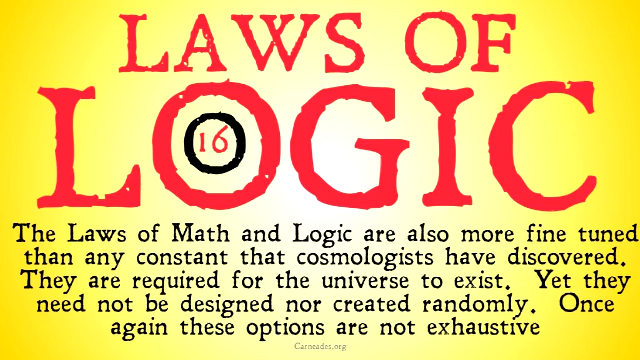 LAWS OF
LOGIC
16
The Laws of Math and Logic are also more fine tuned
than any constant that cosmologists have discovered.
They are required for the universe to exist. Yet they
need not be designed nor created randomly. Once
again these options are not exhaustive
Carneades.org